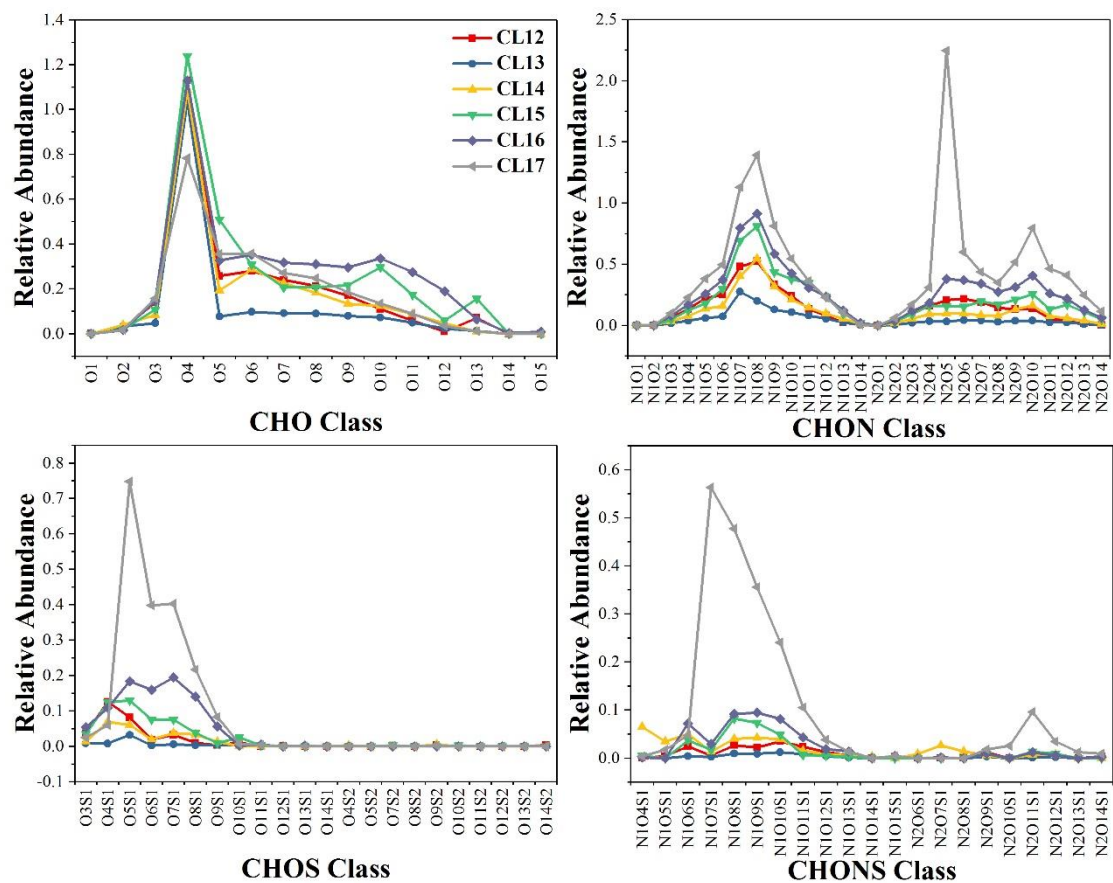 Relative Abundance
1.4
1.2
1.0
0.8
0.6
0.4
0.2
0.0
CL12
CL13
CL14
CL15
CL16
CL17
O1 O2 O3 O4 O5 O6 O7 O8 O9 O10 O11 O12 O13 O14 O15
CHO Class
Relative Abundance
2.5
2.0
1.5
1.0
0.5
0.0
N1O1 N1O2 N1O3 N1O4 N1O5 N1O6 N1O7 N1O8 N1O9 N1O10 N1O11 N1O12 N1O13 N1O14 N2O1 N2O2 N2O3 N2O4 N2O5 N2O6 N2O7 N2O8 N2O9 N2O10 N2O11 N2O12 N2O13 N2O14
CHON Class
Relative Abundance
0.8
0.7
0.6
0.5
0.4
0.3
0.2
0.1
0.0
-0.1
O3S1 O4S1 O5S1 O6S1 O7S1 O8S1 O9S1 O10S1 O11S1 O12S1 O13S1 O14S1 O4S2 O5S2 O7S2 O8S2 O9S2 O10S2 O11S2 O12S2 O13S2 O14S2
CHOS Class
Relative Abundance
0.6
0.5
0.4
0.3
0.2
0.1
0.0
N1O4S1 N1O5S1 N1O6S1 N1O7S1 N1O8S1 N1O9S1 N1O10S1 N1O11S1 N1O12S1 N1O13S1 N1O14S1 N1O15S1 N2O6S1 N2O7S1 N2O8S1 N2O9S1 N2O10S1 N2O11S1 N2O12S1 N2O13S1 N2O14S1
CHONS Class